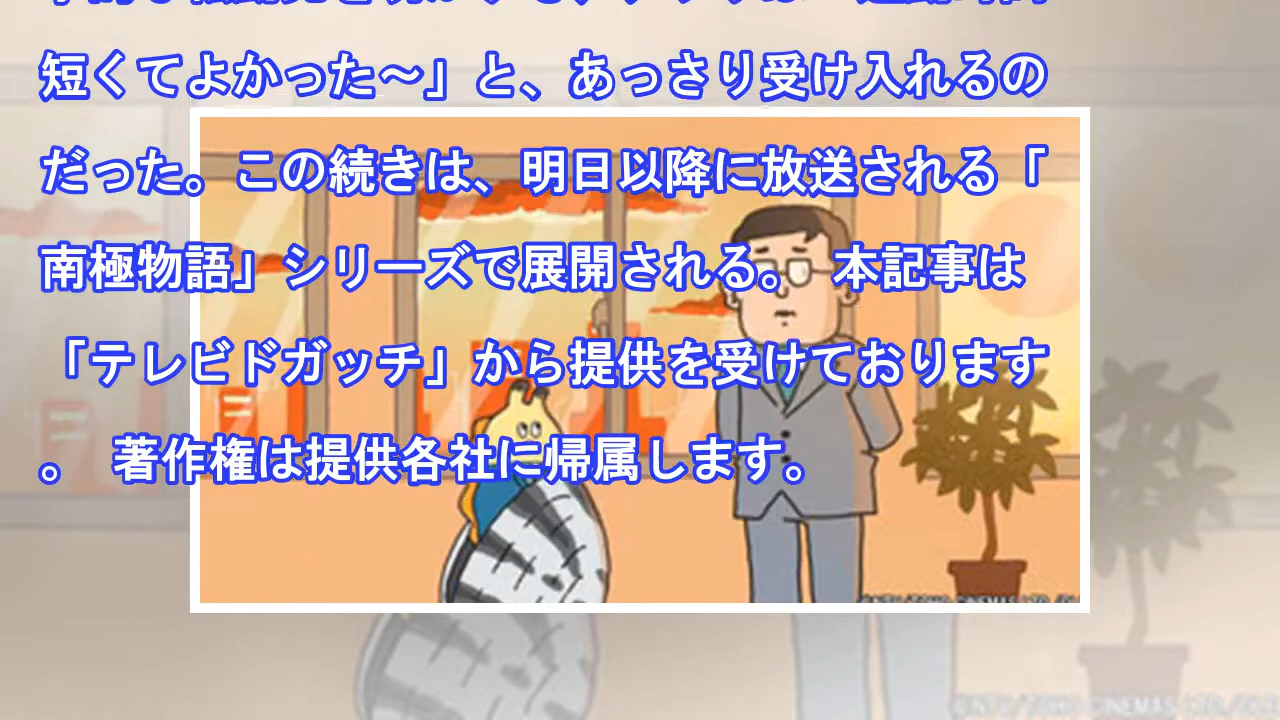 短くてよかった～」と、あっさり受け入れるの
だった。この続きは、明日以降に放送される「
南極物語」シリーズで展開される。 本記事は
「テレビドガッチ」から提供を受けております
。 著作権は提供各社に帰属します。